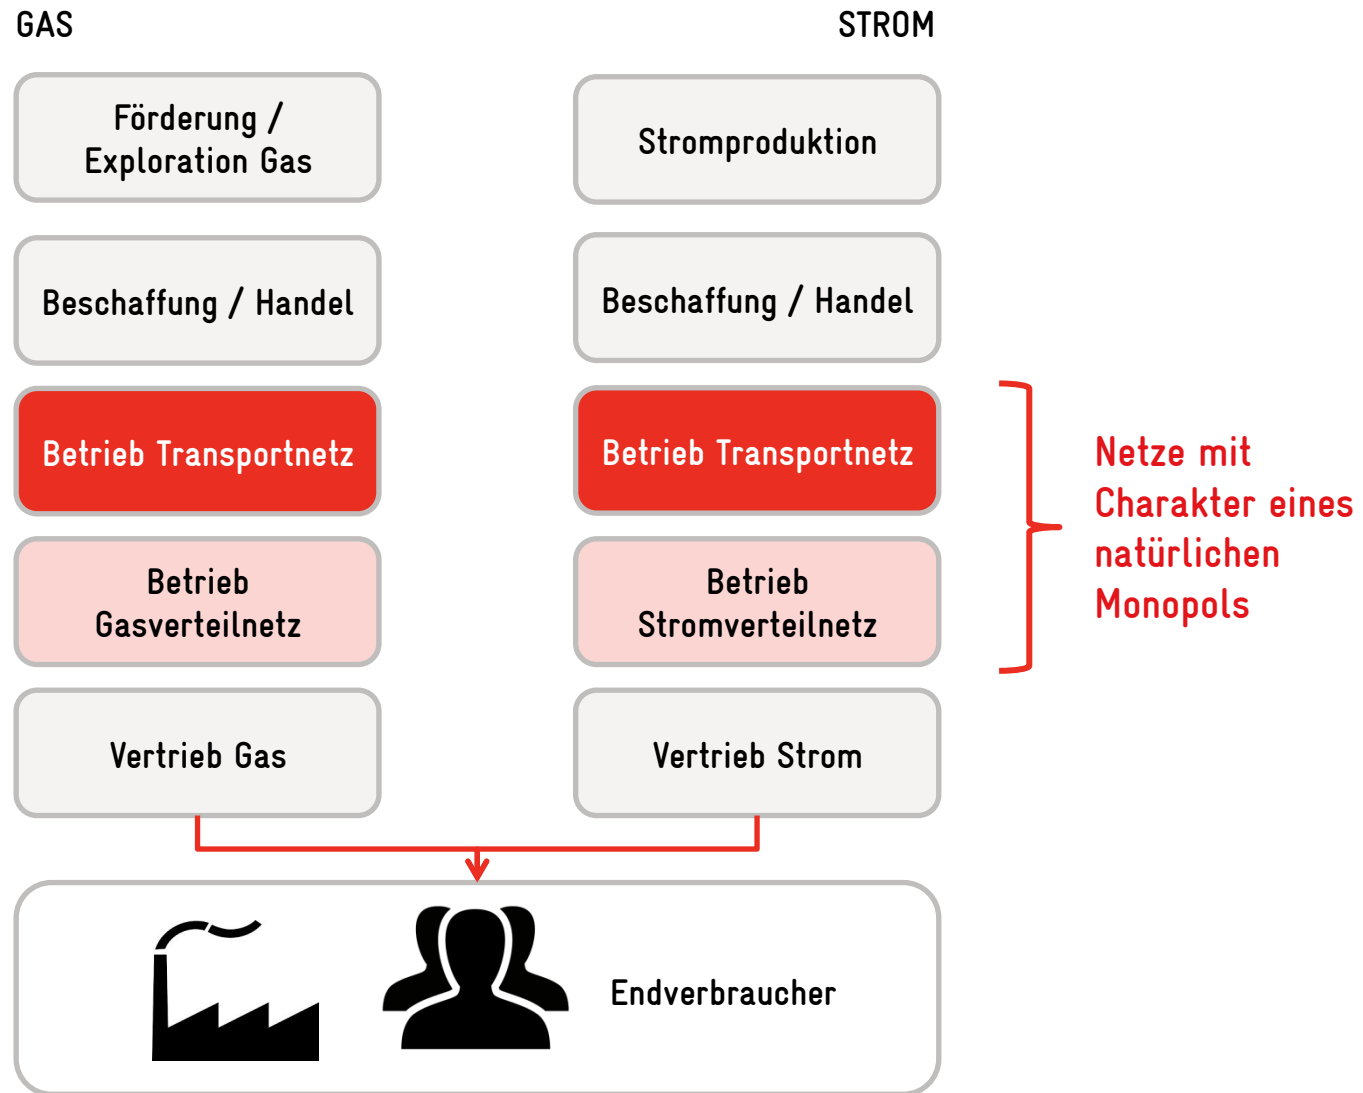 GAS
STROM
Förderung /
Exploration Gas
Stromproduktion
Beschaffung / Handel
Beschaffung / Handel
Betrieb Transportnetz
Betrieb Transportnetz
Netze mit
Charakter eines
natürlichen
Monopols
Betrieb
Gasverteilnetz
Betrieb
Stromverteilnetz
Vertrieb Gas
Vertrieb Strom
Endverbraucher